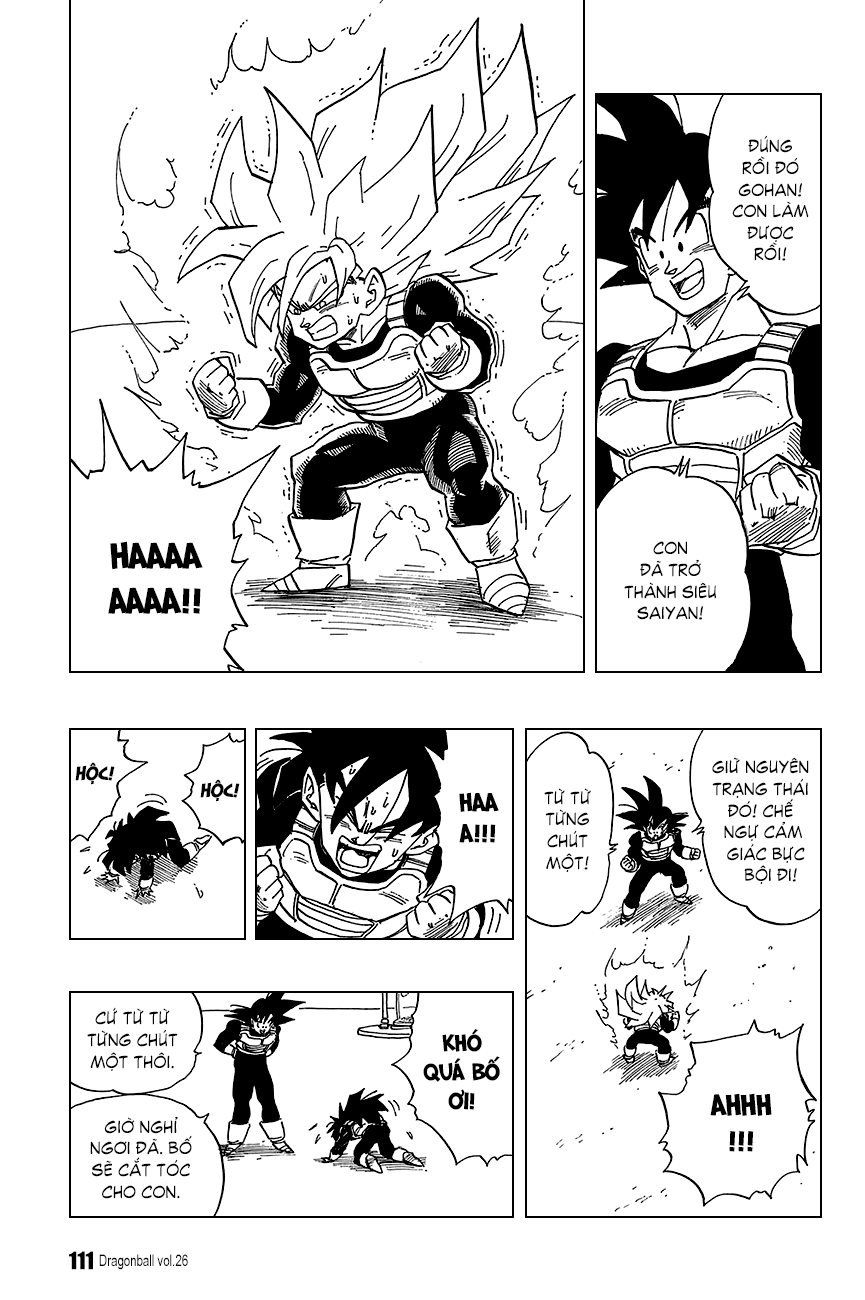 ĐÚNG
RỒI ĐÓ
GOHAN!
CON LÀM
ĐƯỢC
RỒI!
CON
ĐÃ TRỞ
THÀNH SIÊU
SAIYAN!
HAAAA
AAAA!!
GIỮ NGUYÊN
TRẠNG THÁI
ĐÓ! CHẾ
NGỰ CẢM
GIÁC BỰC
BỘI ĐI!
TỪ TỪ
TỪNG
CHÚT
MỘT!
AHHH
!!!
HAA
A!!!
HỘC!
HỘC!
KHÓ
QUÁ BỐ
ƠI!
CỨ TỪ TỪ
TỪNG CHÚT
MỘT THÔI.
GIỜ NGHỈ
NGƠI ĐÃ. BỐ
SẼ CẮT TÓC
CHO CON.
111 Dragonball vol.26